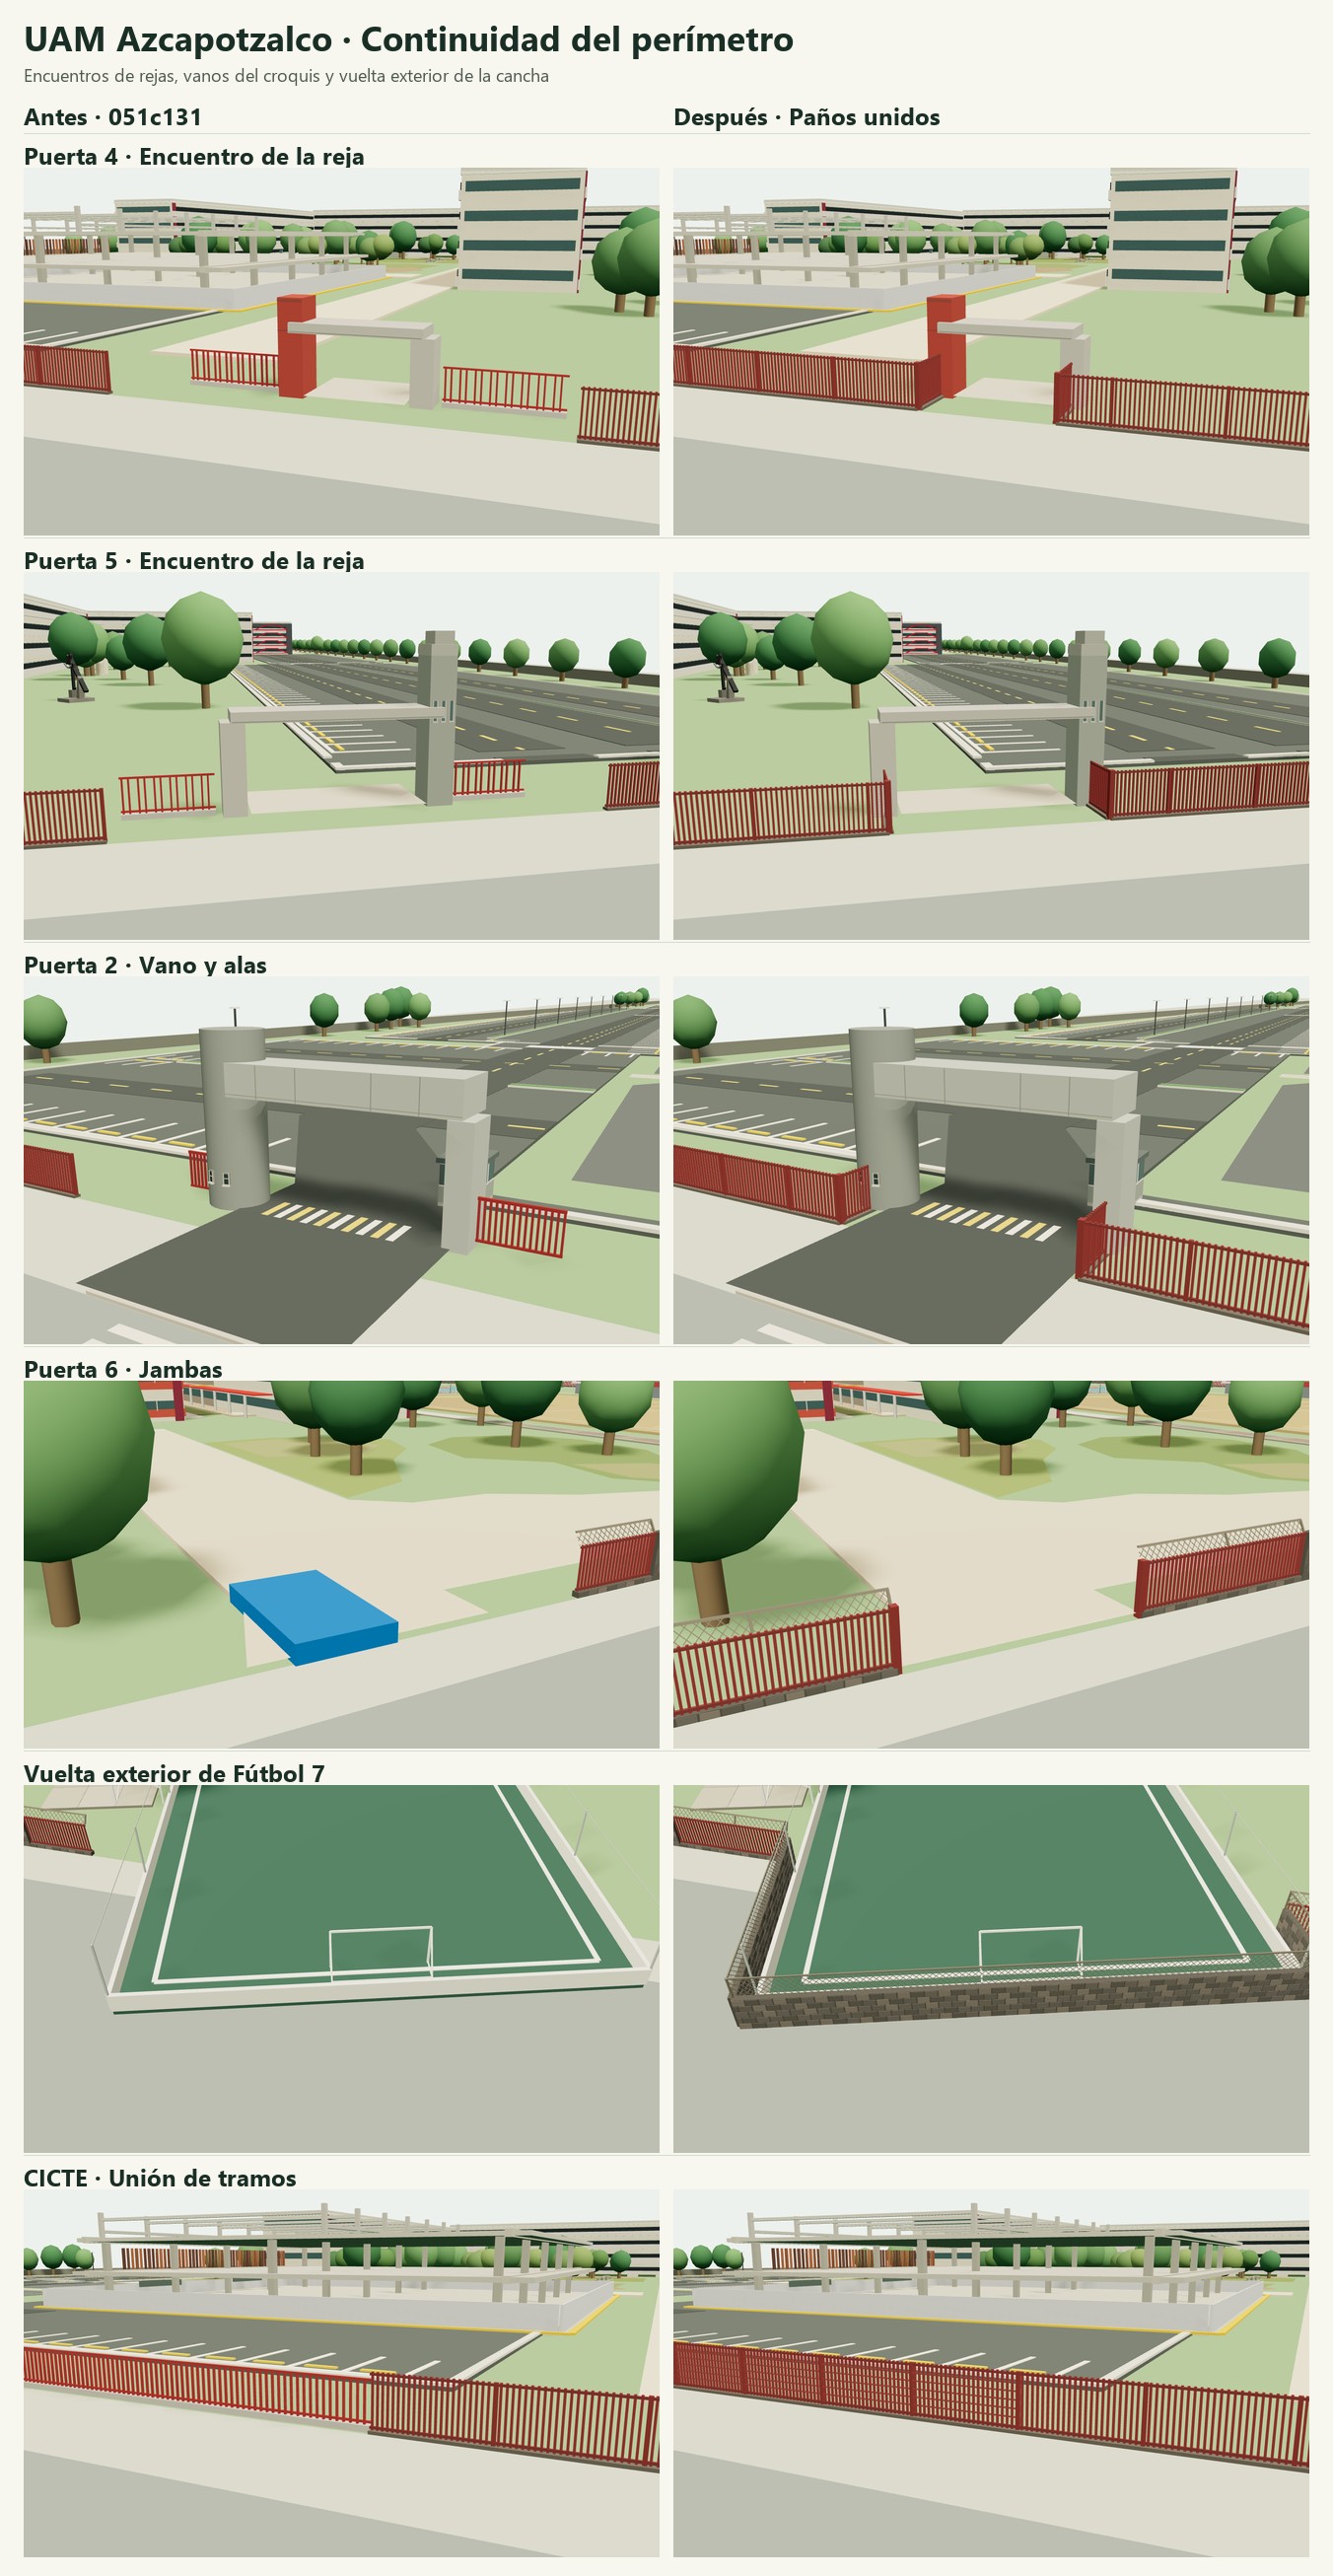 UAM Azcapotzalco · Continuidad del perímetro
Encuentros de rejas, vanos del croquis y vuelta exterior de la cancha
Antes · 051c131
Después · Paños unidos
Puerta 4 · Encuentro de la reja
Puerta 5 · Encuentro de la reja
Puerta 2 · Vano y alas
Puerta 6 · Jambas
Vuelta exterior de Fútbol 7
CICTE · Unión de tramos